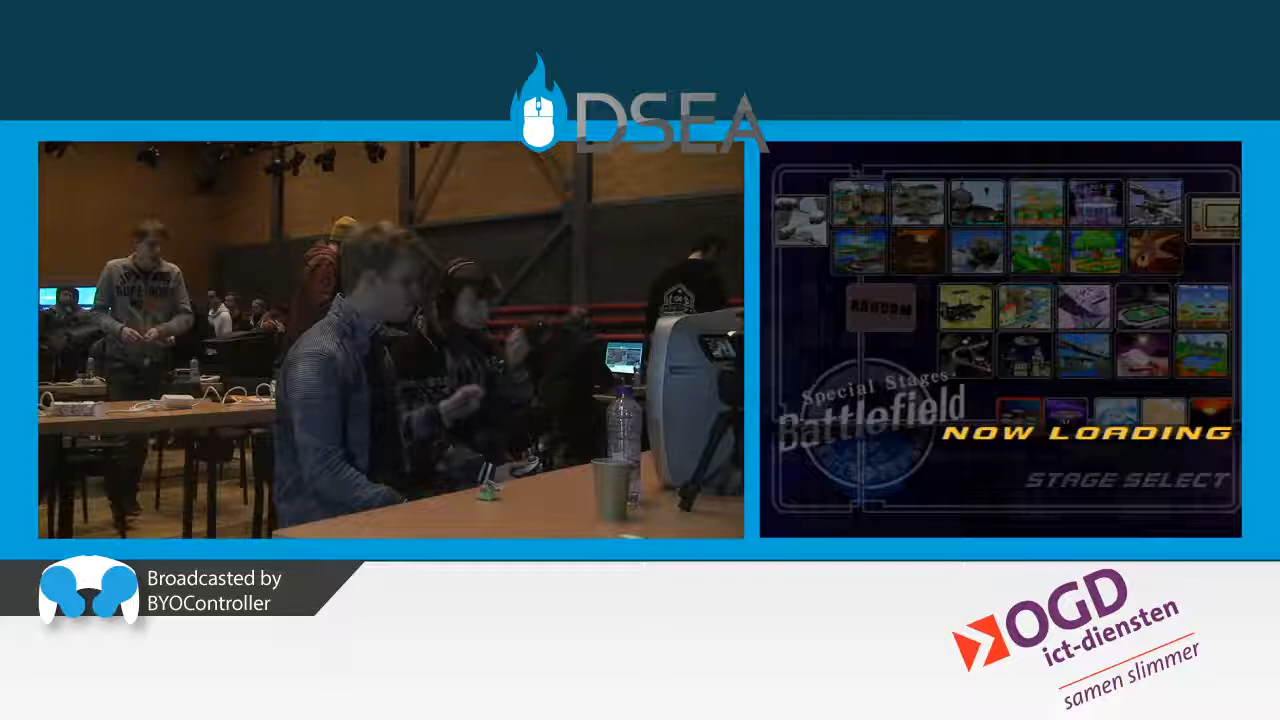 DSEA
RANDOM
Special Stages
Battlefield
NOW LOADING
STAGE SELECT
Broadcasted by
BYOController
OGD
ict-diensten
samen slimmer